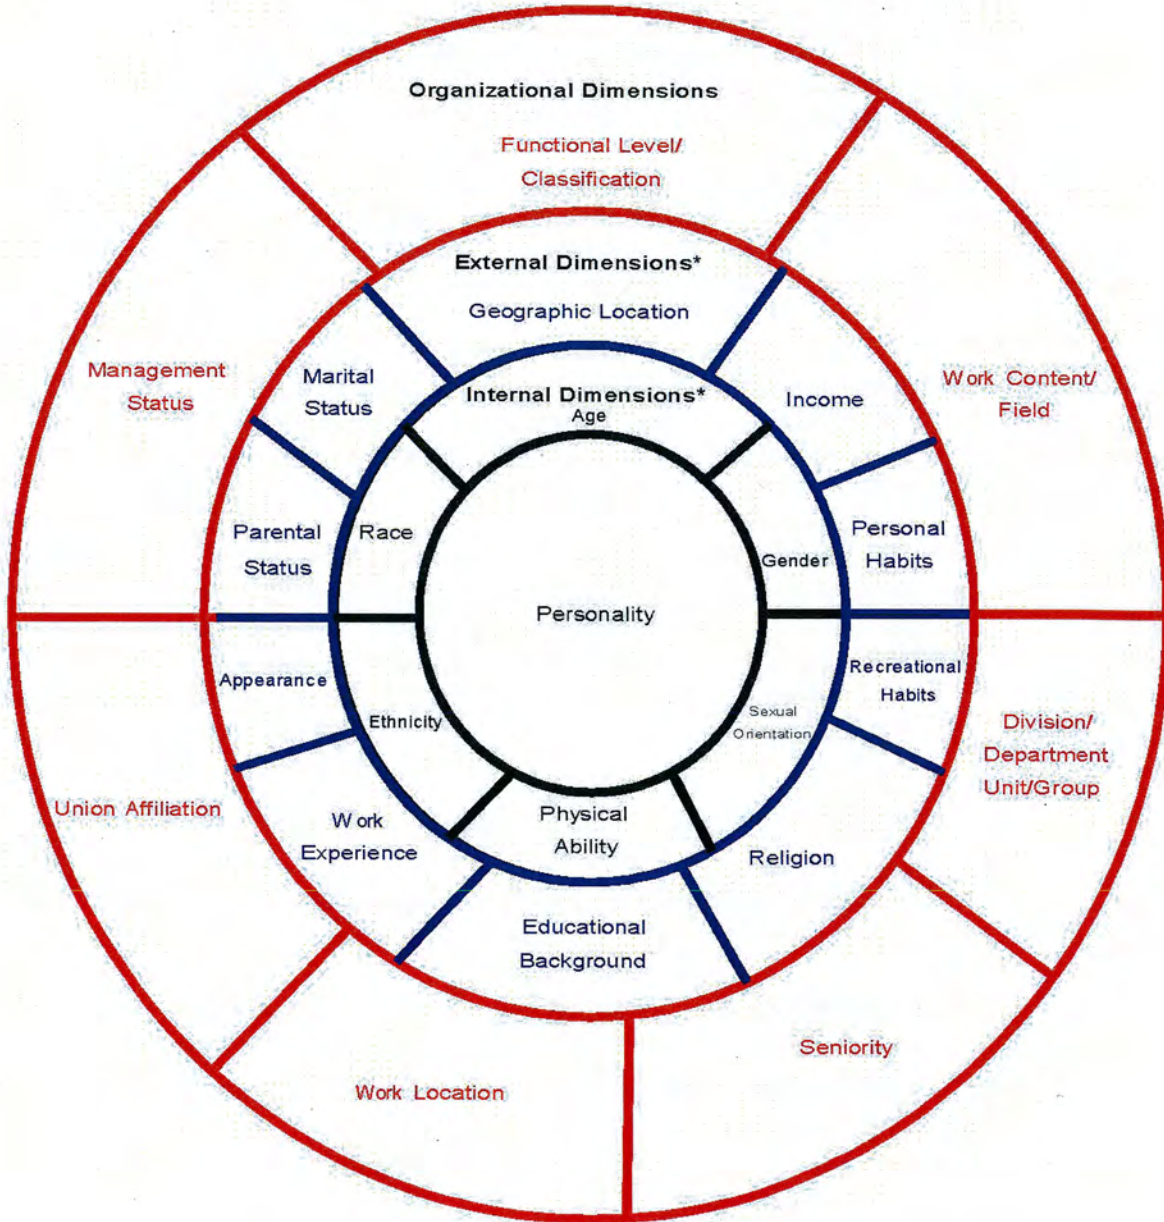 Organizational Dimensions
Functional Level/
Classification
External Dimensions*
Geographic Location
Internal Dimensions*
Age
Management
Status
Marital
Status
Income
Work Content/
Field
Parental
Status
Race
Personality
Gender
Personal
Habits
Appearance
Ethnicity
Sexual
Orientation
Recreational
Habits
Union Affiliation
Work
Experience
Physical
Ability
Religion
Division/
Department
Unit/Group
Educational
Background
Work Location
Seniority